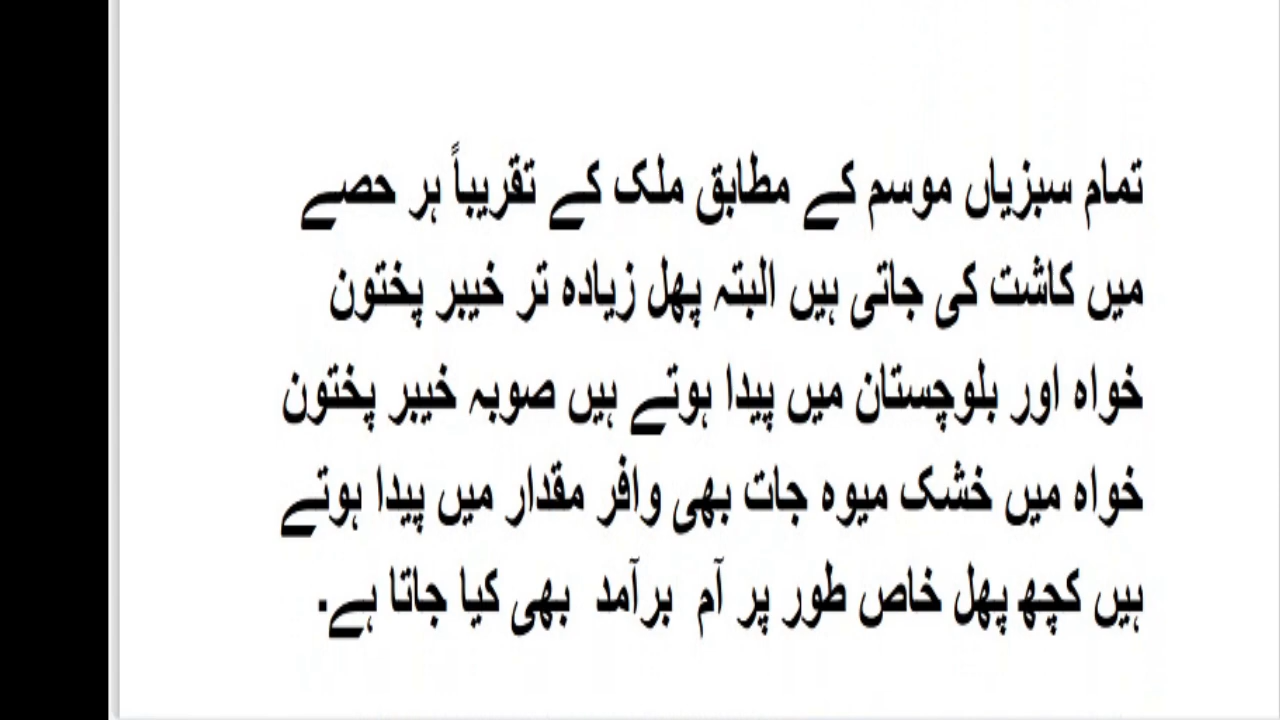 تمام سبزیاں موسم کے مطابق ملک کے تقریباً ہر حصے
میں کاشت کی جاتی ہیں البتہ پھل زیادہ تر خیبر پختون
خواہ اور بلوچستان میں پیدا ہوتے ہیں صوبہ خیبر پختون
خواہ میں خشک میوہ جات بھی وافر مقدار میں پیدا ہوتے
ہیں کچھ پھل خاص طور پر آم برآمد بھی کیا جاتا ہے.